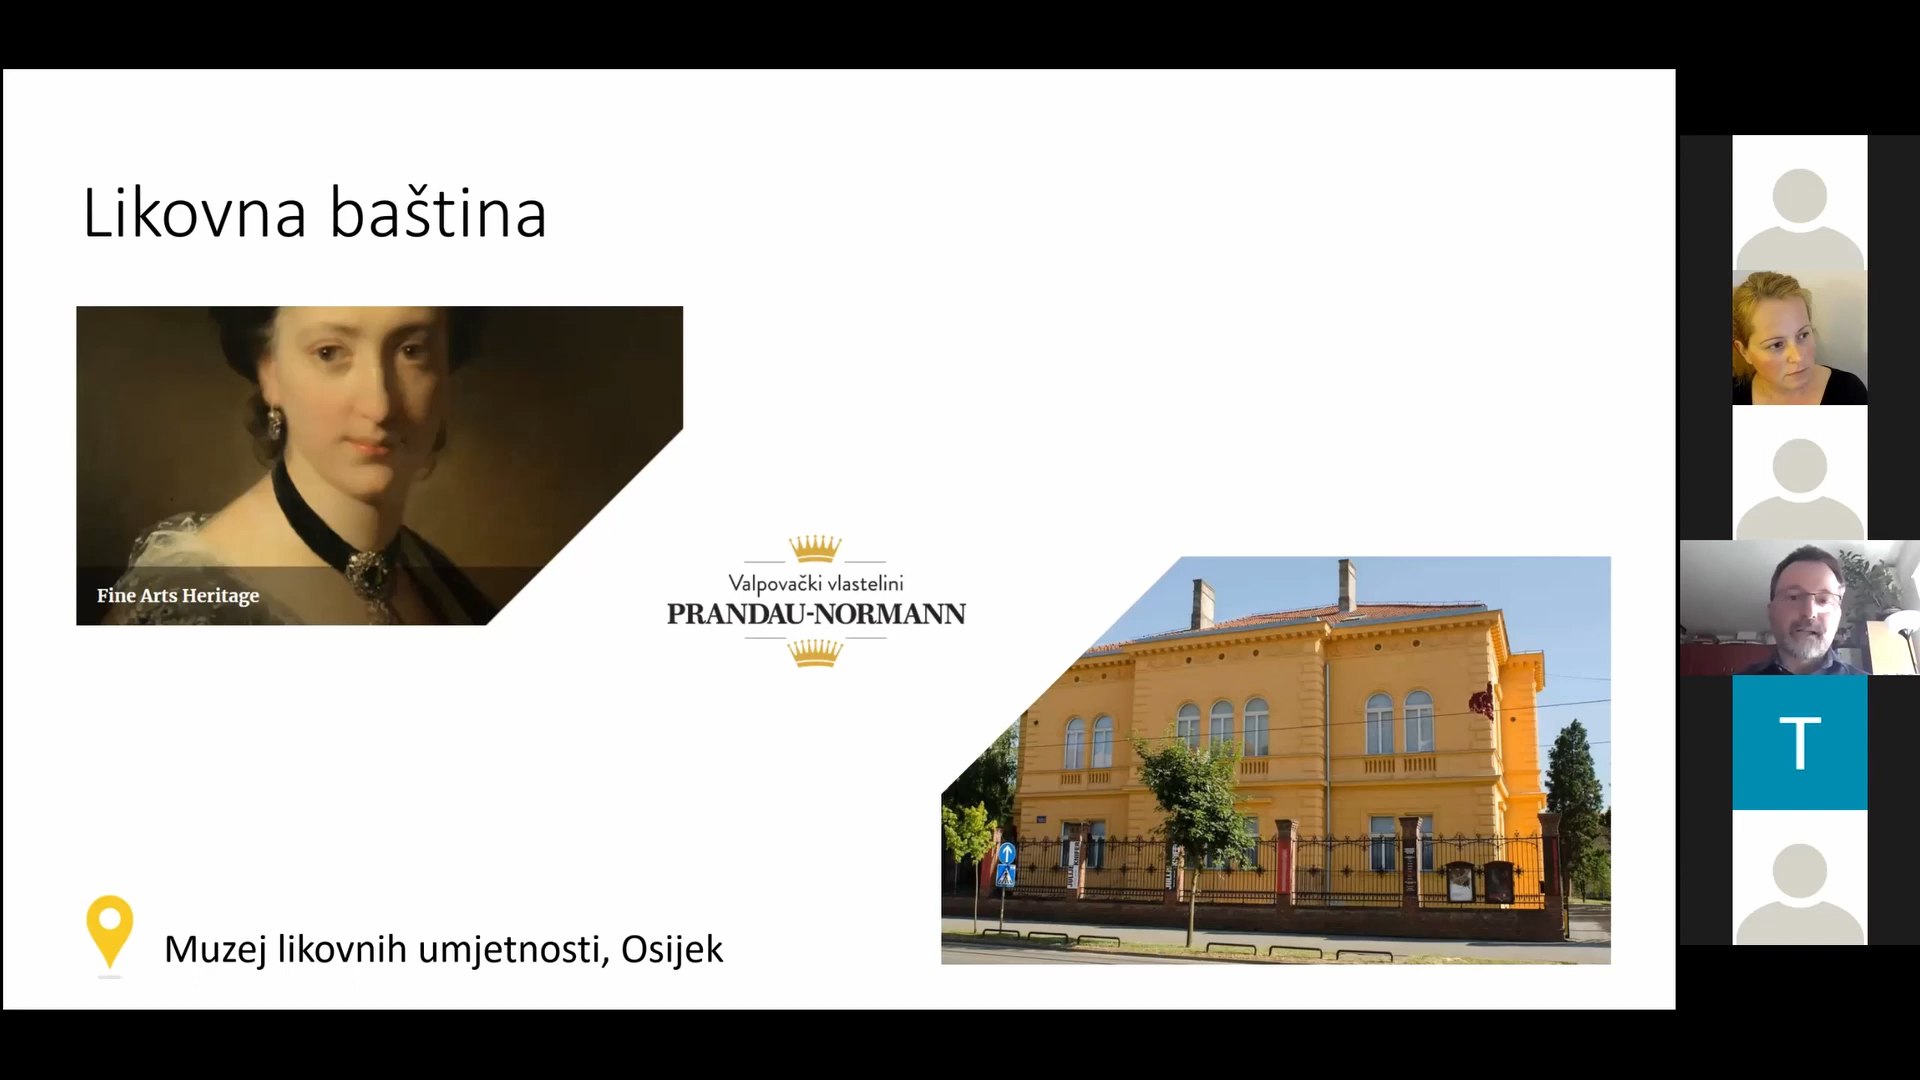 Likovna baština
Fine Arts Heritage
Valpovački vlastelini
PRANDAU-NORMANN
Muzej likovnih umjetnosti, Osijek
T